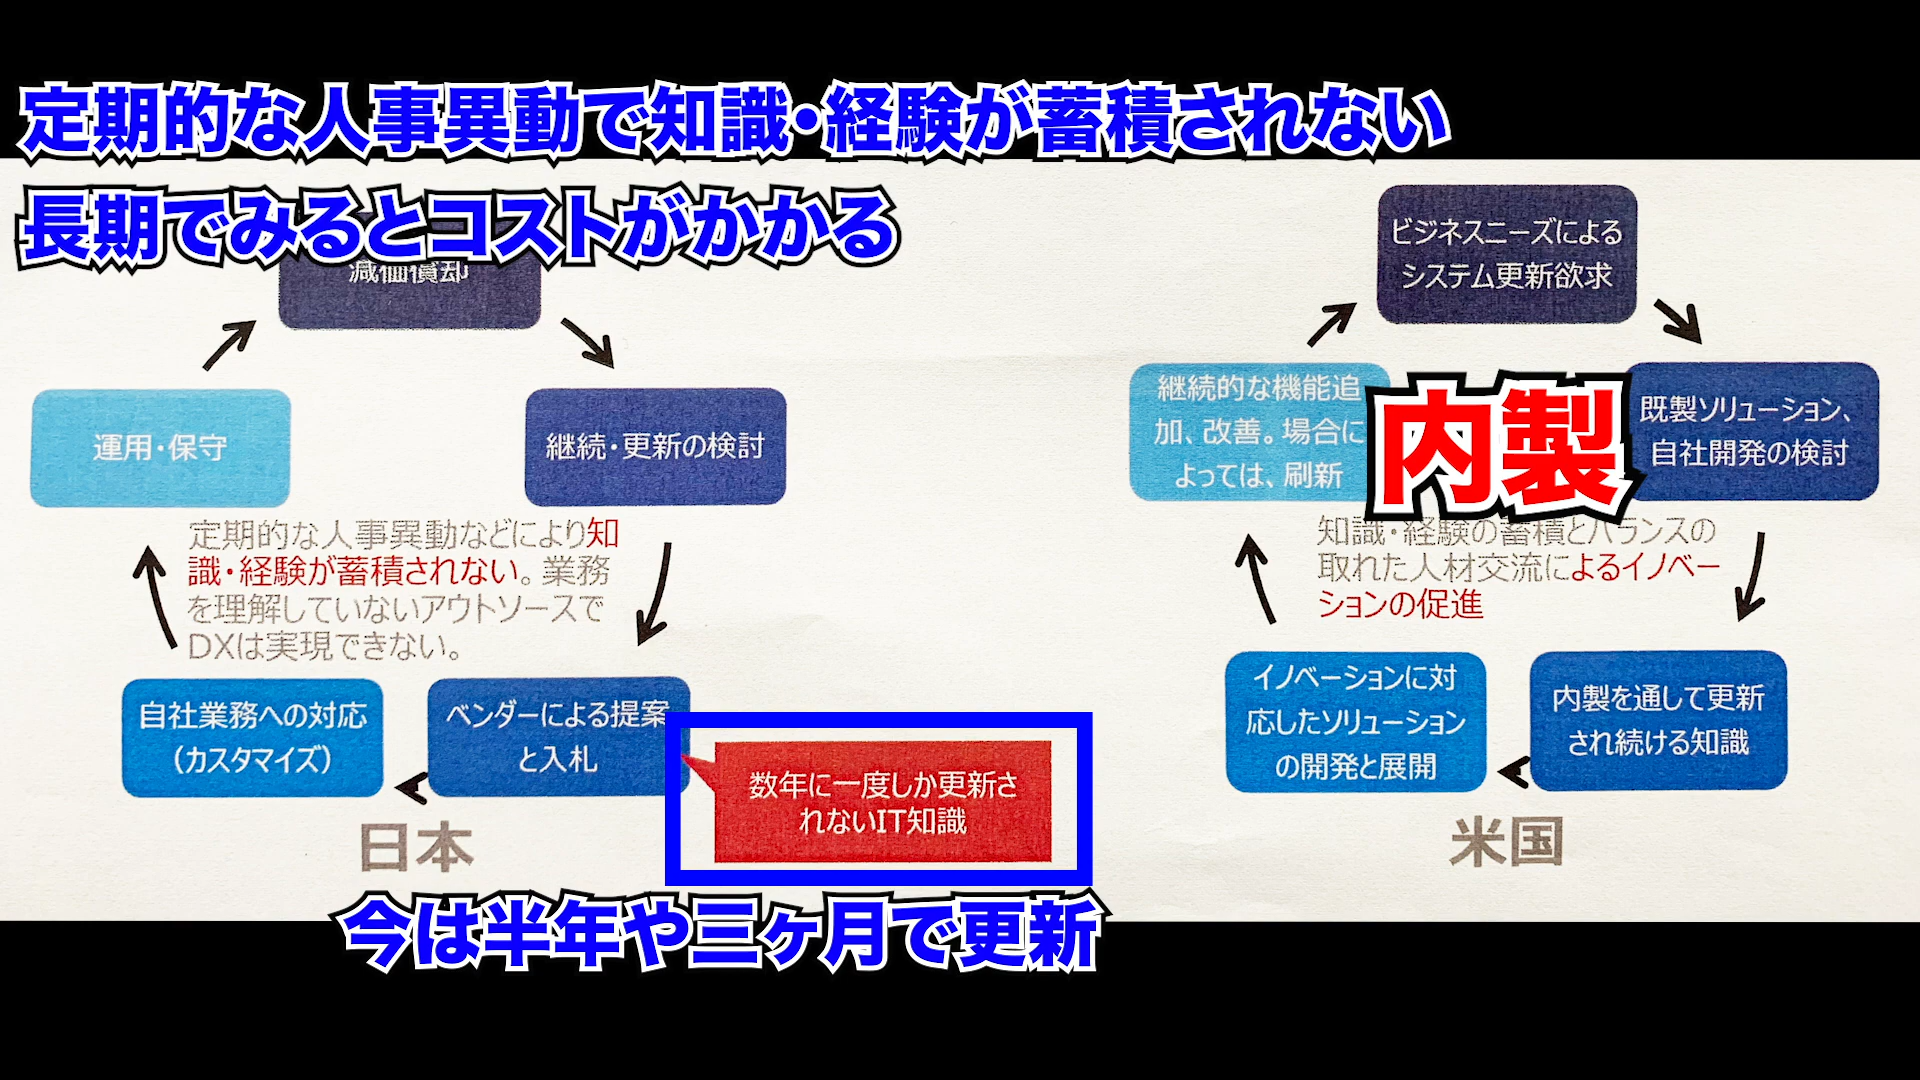 定期的な人事異動で知識・経験が蓄積されない
長期でみるとコストがかかる
減価償却
運用・保守
継続・更新の検討
定期的な人事異動などにより知
識・経験が蓄積されない。業務
を理解していないアウトソースで
DXは実現できない。
自社業務への対応
（カスタマイズ）
ベンダーによる提案
と入札
数年に一度しか更新さ
れないIT知識
日本
今は半年や三ヶ月で更新
ビジネスニーズによる
システム更新欲求
継続的な機能追
加、改善。場合に
よっては、刷新
内製
既製ソリューション、
自社開発の検討
知識・経験の蓄積とバランスの
取れた人材交流によるイノベー
ションの促進
イノベーションに対
応したソリューション
の開発と展開
内製を通して更新
され続ける知識
米国